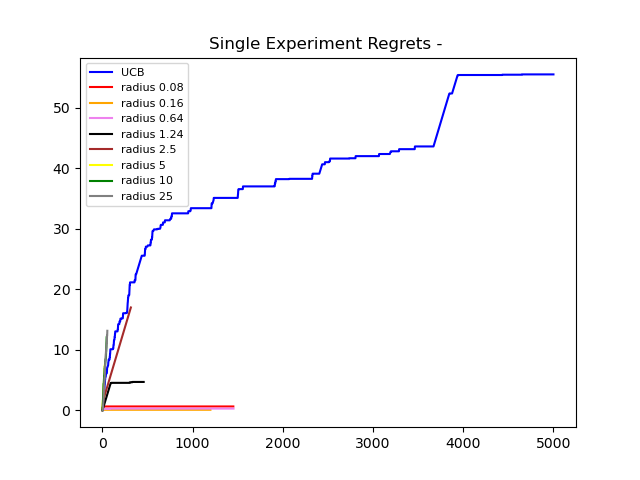 Single Experiment Regrets -
UCB
radius 0.08
radius 0.16
radius 0.64
radius 1.24
radius 2.5
radius 5
radius 10
radius 25
50
40
30
20
10
0
0 1000 2000 3000 4000 5000